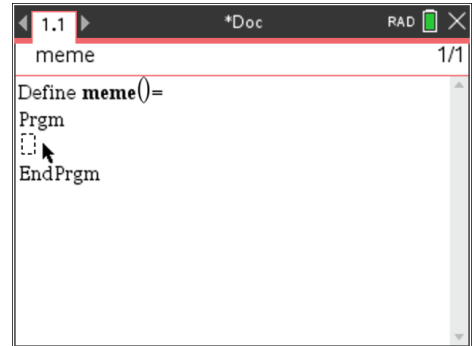 1.1 *Doc RAD
meme 1/1
Define meme()=
Prgm
EndPrgm